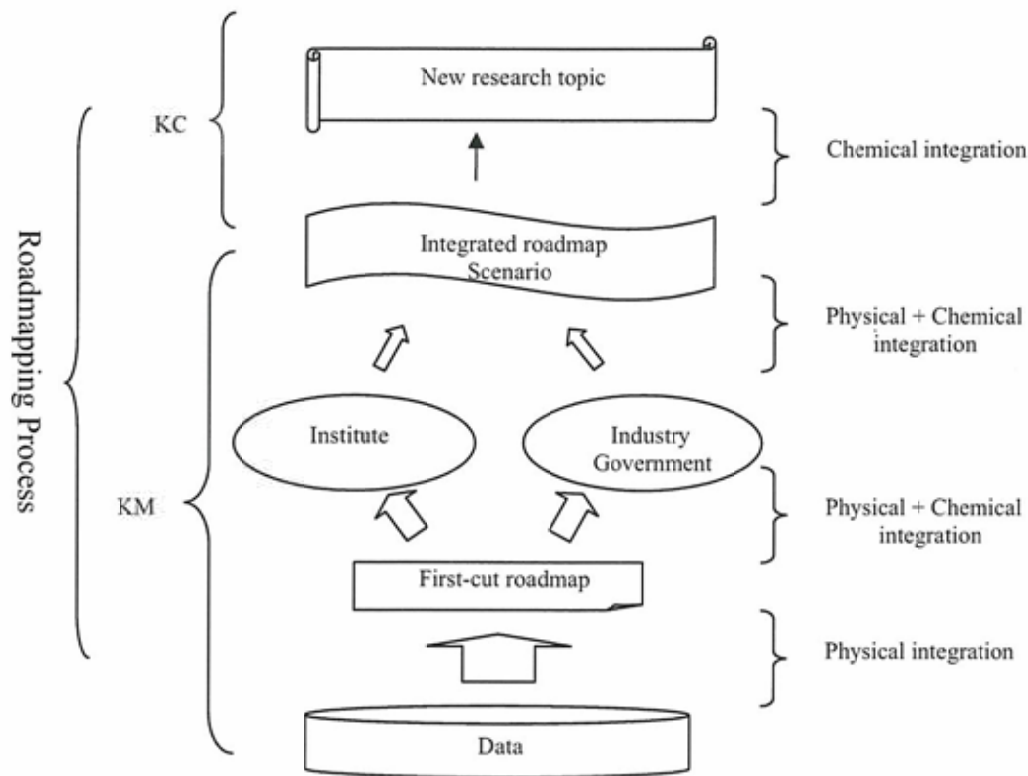 New research topic
KC
Chemical integration
Integrated roadmap
Scenario
Physical + Chemical
integration
Roadmapping Process
Institute
Industry
Government
KM
Physical + Chemical
integration
First-cut roadmap
Physical integration
Data